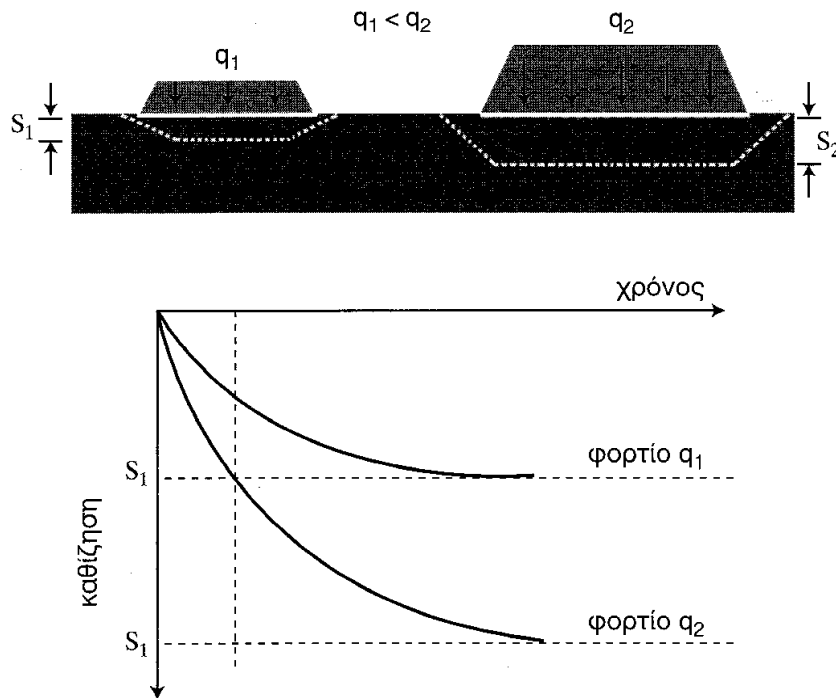 q₁ < q₂
q₁
q₂
S₁
S₂
χρόνος
S₁
φορτίο q₁
καθίζηση
S₁
φορτίο q₂